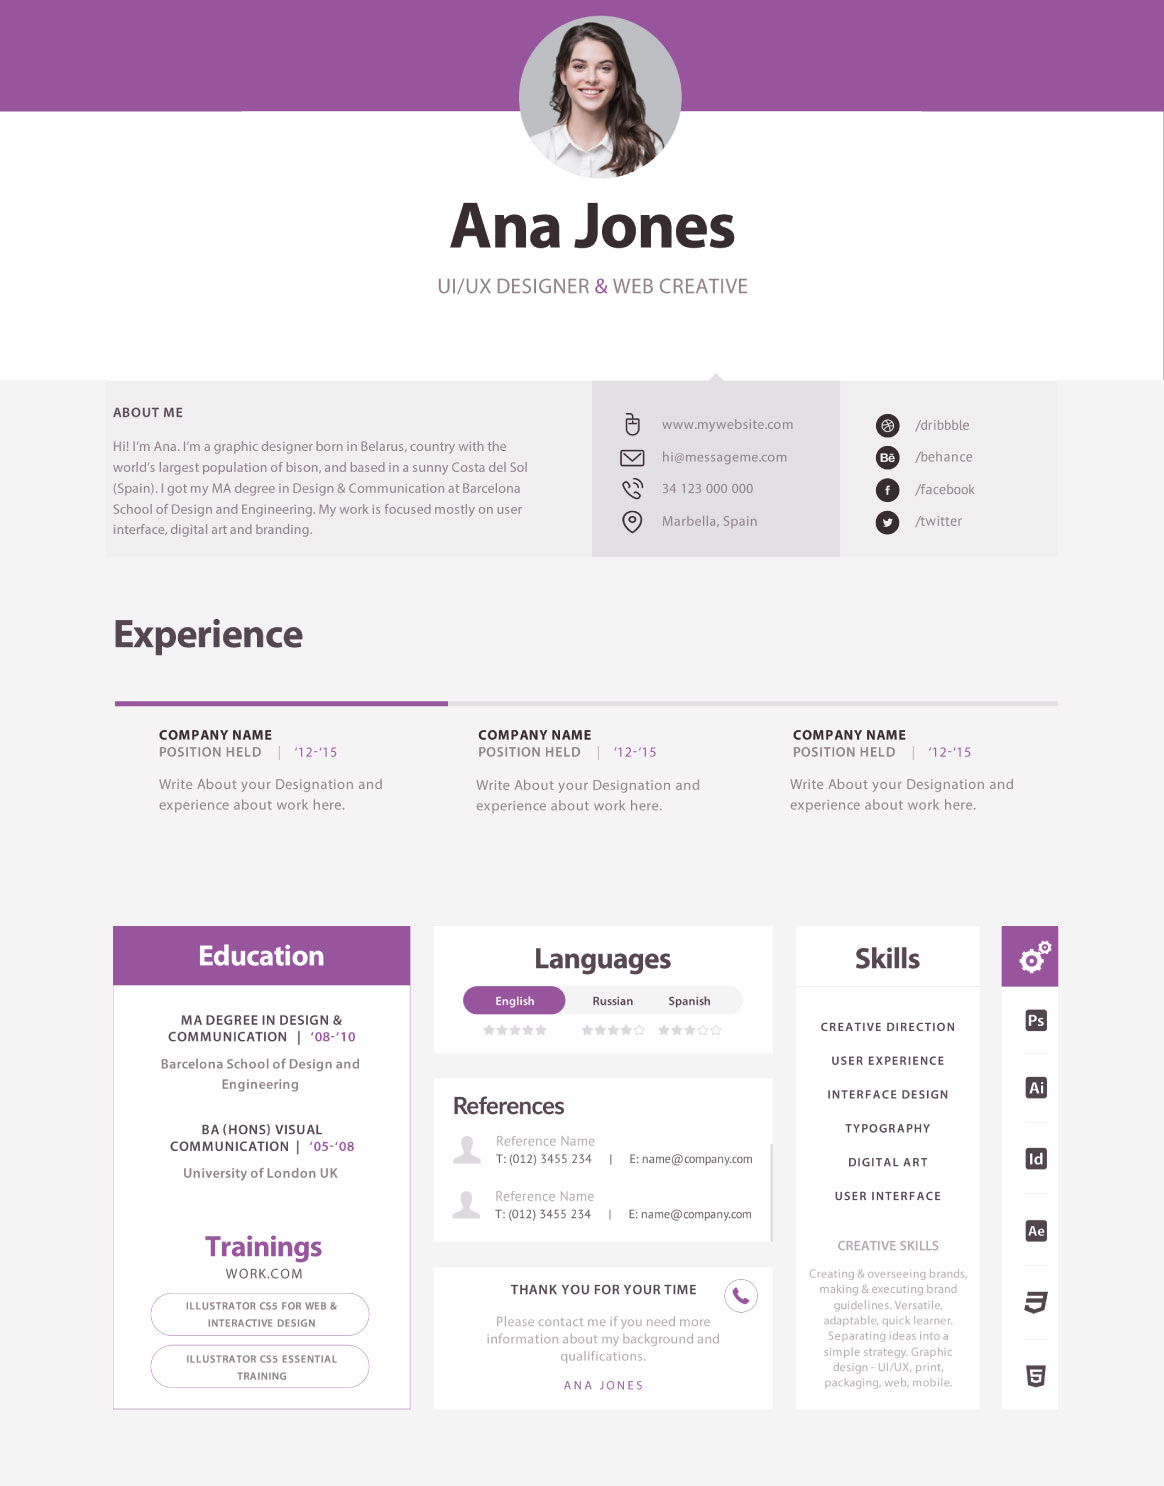 Ana Jones
UI/UX DESIGNER & WEB CREATIVE
ABOUT ME
Hi! I’m Ana. I’m a graphic designer born in Belarus, country with the
world’s largest population of bison, and based in a sunny Costa del Sol
(Spain). I got my MA degree in Design & Communication at Barcelona
School of Design and Engineering. My work is focused mostly on user
interface, digital art and branding.
www.mywebsite.com
hi@messageme.com
34 123 000 000
Marbella, Spain
/dribbble
Bē /behance
f /facebook
/twitter
Experience
COMPANY NAME
POSITION HELD | ‘12-‘15
Write About your Designation and
experience about work here.
COMPANY NAME
POSITION HELD | ‘12-‘15
Write About your Designation and
experience about work here.
COMPANY NAME
POSITION HELD | ‘12-‘15
Write About your Designation and
experience about work here.
Education
MA DEGREE IN DESIGN &
COMMUNICATION | ‘08-‘10
Barcelona School of Design and
Engineering
BA (HONS) VISUAL
COMMUNICATION | ‘05-‘08
University of London UK
Trainings
WORK.COM
ILLUSTRATOR CS5 FOR WEB &
INTERACTIVE DESIGN
ILLUSTRATOR CS5 ESSENTIAL
TRAINING
Languages
English Russian Spanish
References
Reference Name
T: (012) 3455 234 | E: name@company.com
Reference Name
T: (012) 3455 234 | E: name@company.com
THANK YOU FOR YOUR TIME
Please contact me if you need more
information about my background and
qualifications.
ANA JONES
Skills
CREATIVE DIRECTION
USER EXPERIENCE
INTERFACE DESIGN
TYPOGRAPHY
DIGITAL ART
USER INTERFACE
CREATIVE SKILLS
Creating & overseeing brands,
making & executing brand
guidelines. Versatile,
adaptable, quick learner.
Separating ideas into a
simple strategy. Graphic
design - UI/UX, print,
packaging, web, mobile.
Ps
Ai
Id
Ae
3
5